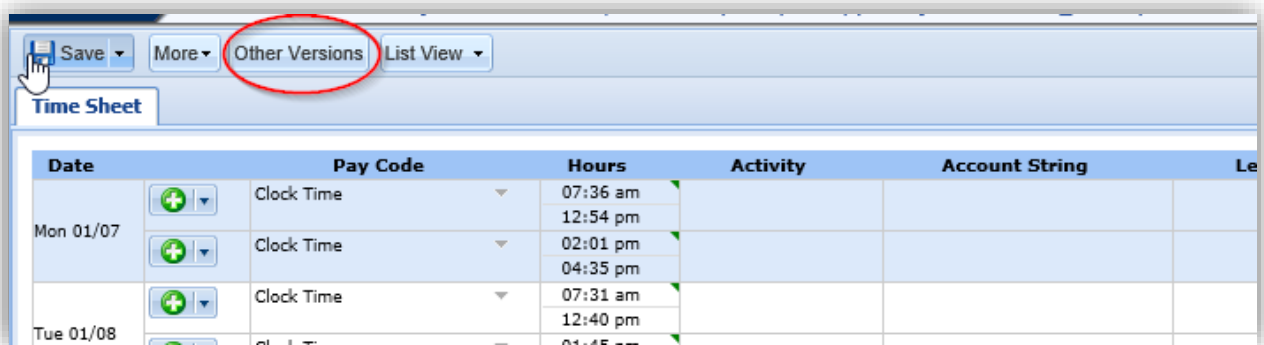 Save More Other Versions List View
Time Sheet
Date Pay Code Hours Activity Account String Le
Mon 01/07 Clock Time 07:36 am
12:54 pm
Clock Time 02:01 pm
04:35 pm
Tue 01/08 Clock Time 07:31 am
12:40 pm